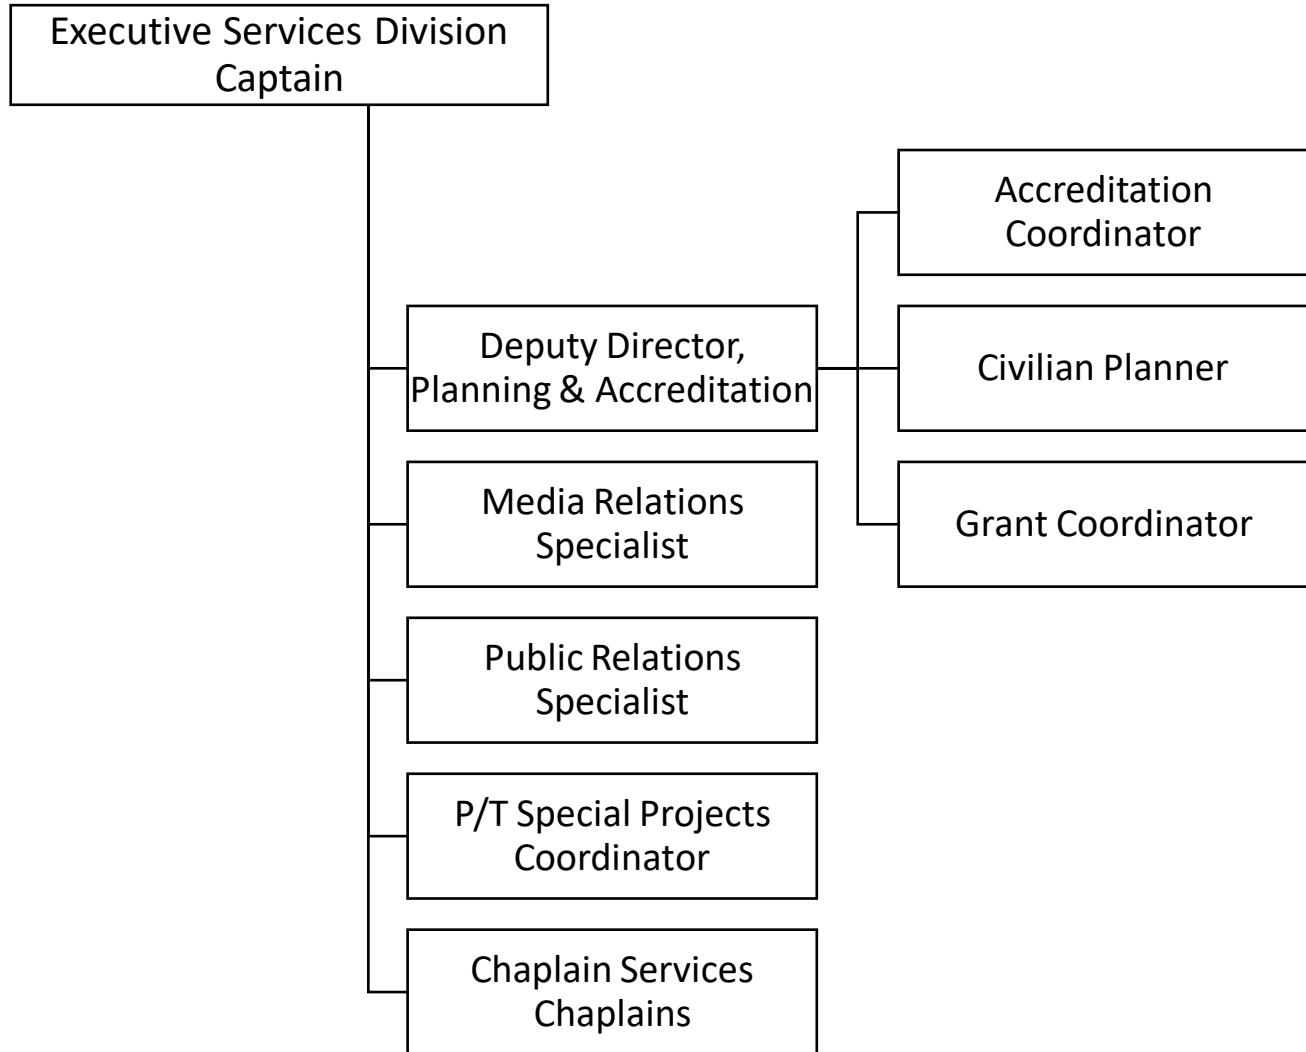 Executive Services Division
Captain
Accreditation
Coordinator
Deputy Director,
Planning & Accreditation
Civilian Planner
Media Relations
Specialist
Grant Coordinator
Public Relations
Specialist
P/T Special Projects
Coordinator
Chaplain Services
Chaplains